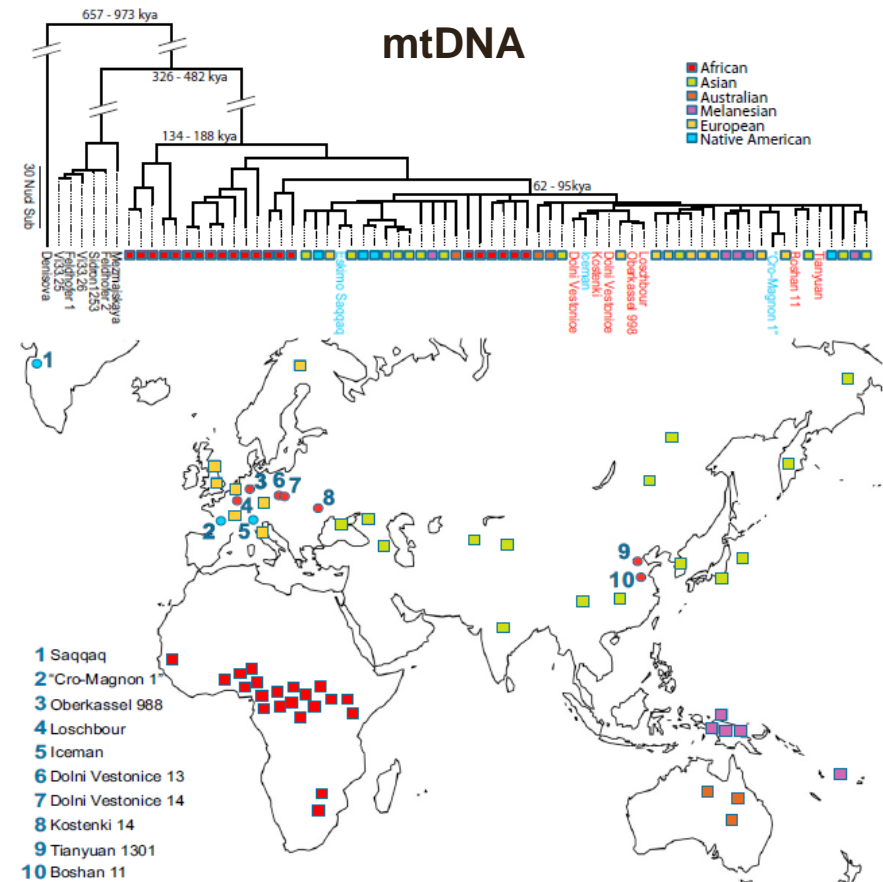 657 - 973 kya
mtDNA
326 - 482 kya
134 - 188 kya
62 - 95kya
African
Asian
Australian
Melanesian
European
Native American
30 Nucl Sub
Denisova
Vi33.25
Feldhofer 1
Vi33.26
Sidron1253
Feldhofer 2
Mezmaiskaya
Eskimo Saqqaq
Dolni Vestonice
Iceman
Kostenki
Dolni Vestonice
Oberkassel 998
Loschbour
"Cro-Magnon 1"
Boshan 11
Tianyuan
1
3
6
7
4
8
2
5
9
10
1 Saqqaq
2 "Cro-Magnon 1"
3 Oberkassel 988
4 Loschbour
5 Iceman
6 Dolni Vestonice 13
7 Dolni Vestonice 14
8 Kostenki 14
9 Tianyuan 1301
10 Boshan 11